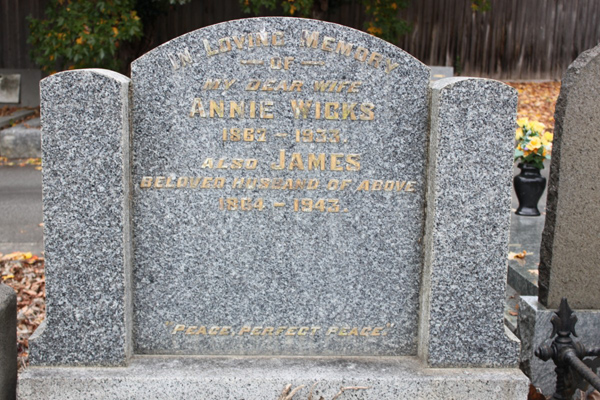 IN LOVING MEMORY
— OF —
MY DEAR WIFE
ANNIE WICKS
1867 - 1933.
ALSO JAMES
BELOVED HUSBAND OF ABOVE
1864 - 1943.
"PEACE, PERFECT PEACE."